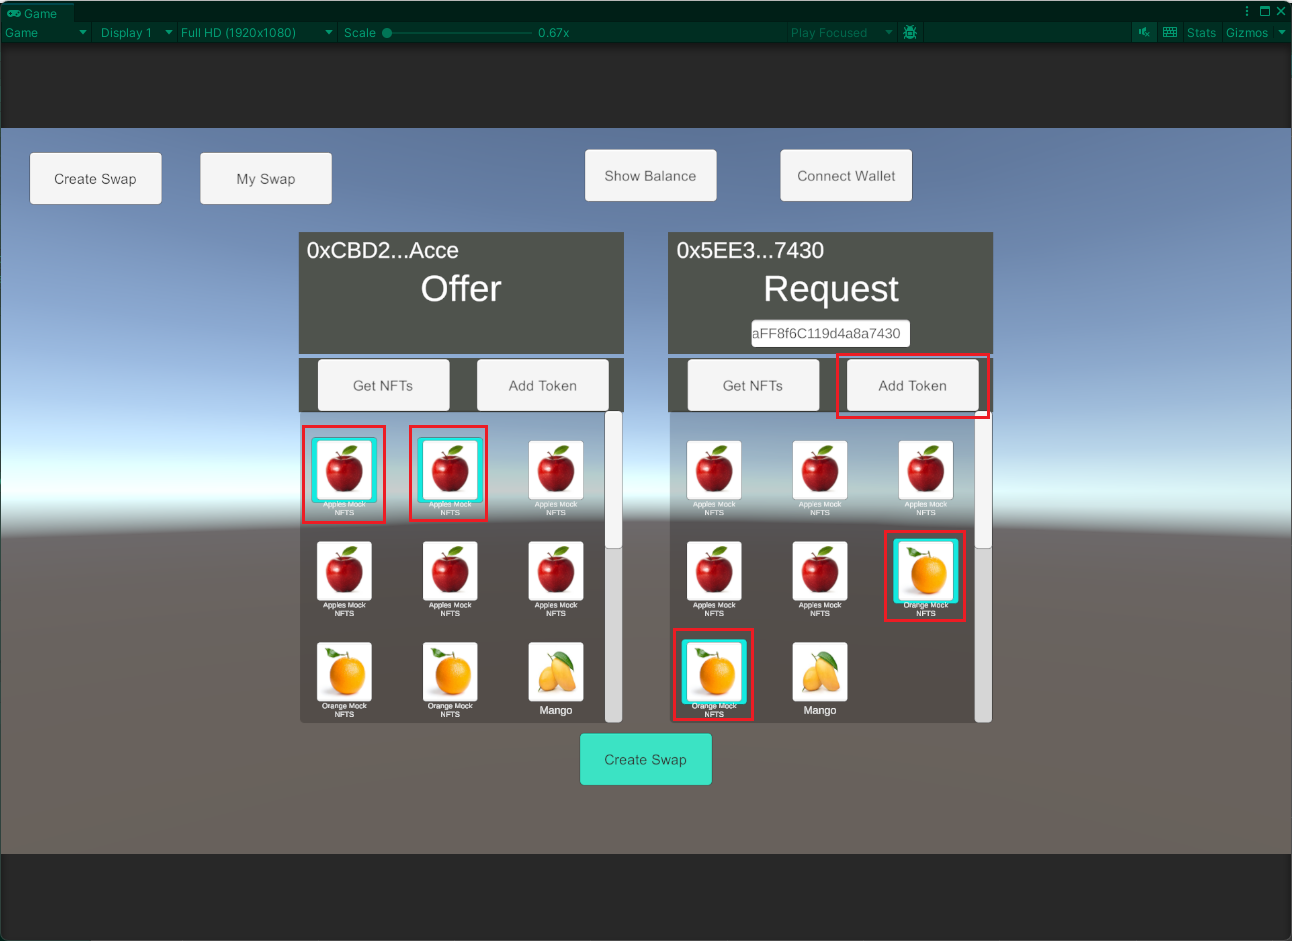 Game
Game Display 1 Full HD (1920x1080) Scale 0.67x Play Focused Stats Gizmos
Create Swap My Swap Show Balance Connect Wallet
0xCBD2...Acce
Offer
0x5EE3...7430
Request
aFF8f6C119d4a8a7430
Get NFTs Add Token
Get NFTs Add Token
Apples Mock
NFTS
Apples Mock
NFTS
Apples Mock
NFTS
Apples Mock
NFTS
Apples Mock
NFTS
Apples Mock
NFTS
Orange Mock
NFTS
Orange Mock
NFTS
Mango
Apples Mock
NFTS
Apples Mock
NFTS
Apples Mock
NFTS
Apples Mock
NFTS
Apples Mock
NFTS
Orange Mock
NFTS
Orange Mock
NFTS
Mango
Create Swap